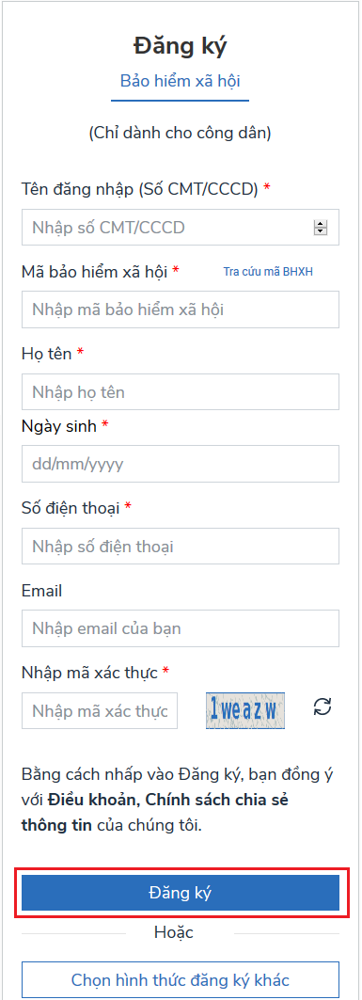 Đăng ký
Bảo hiểm xã hội
(Chỉ dành cho công dân)
Tên đăng nhập (Số CMT/CCCD) *
Nhập số CMT/CCCD
Mã bảo hiểm xã hội * Tra cứu mã BHXH
Nhập mã bảo hiểm xã hội
Họ tên *
Nhập họ tên
Ngày sinh *
dd/mm/yyyy
Số điện thoại *
Nhập số điện thoại
Email
Nhập email của bạn
Nhập mã xác thực *
Nhập mã xác thực 1weazw
Bằng cách nhấp vào Đăng ký, bạn đồng ý
với Điều khoản, Chính sách chia sẻ
thông tin của chúng tôi.
Đăng ký
Hoặc
Chọn hình thức đăng ký khác